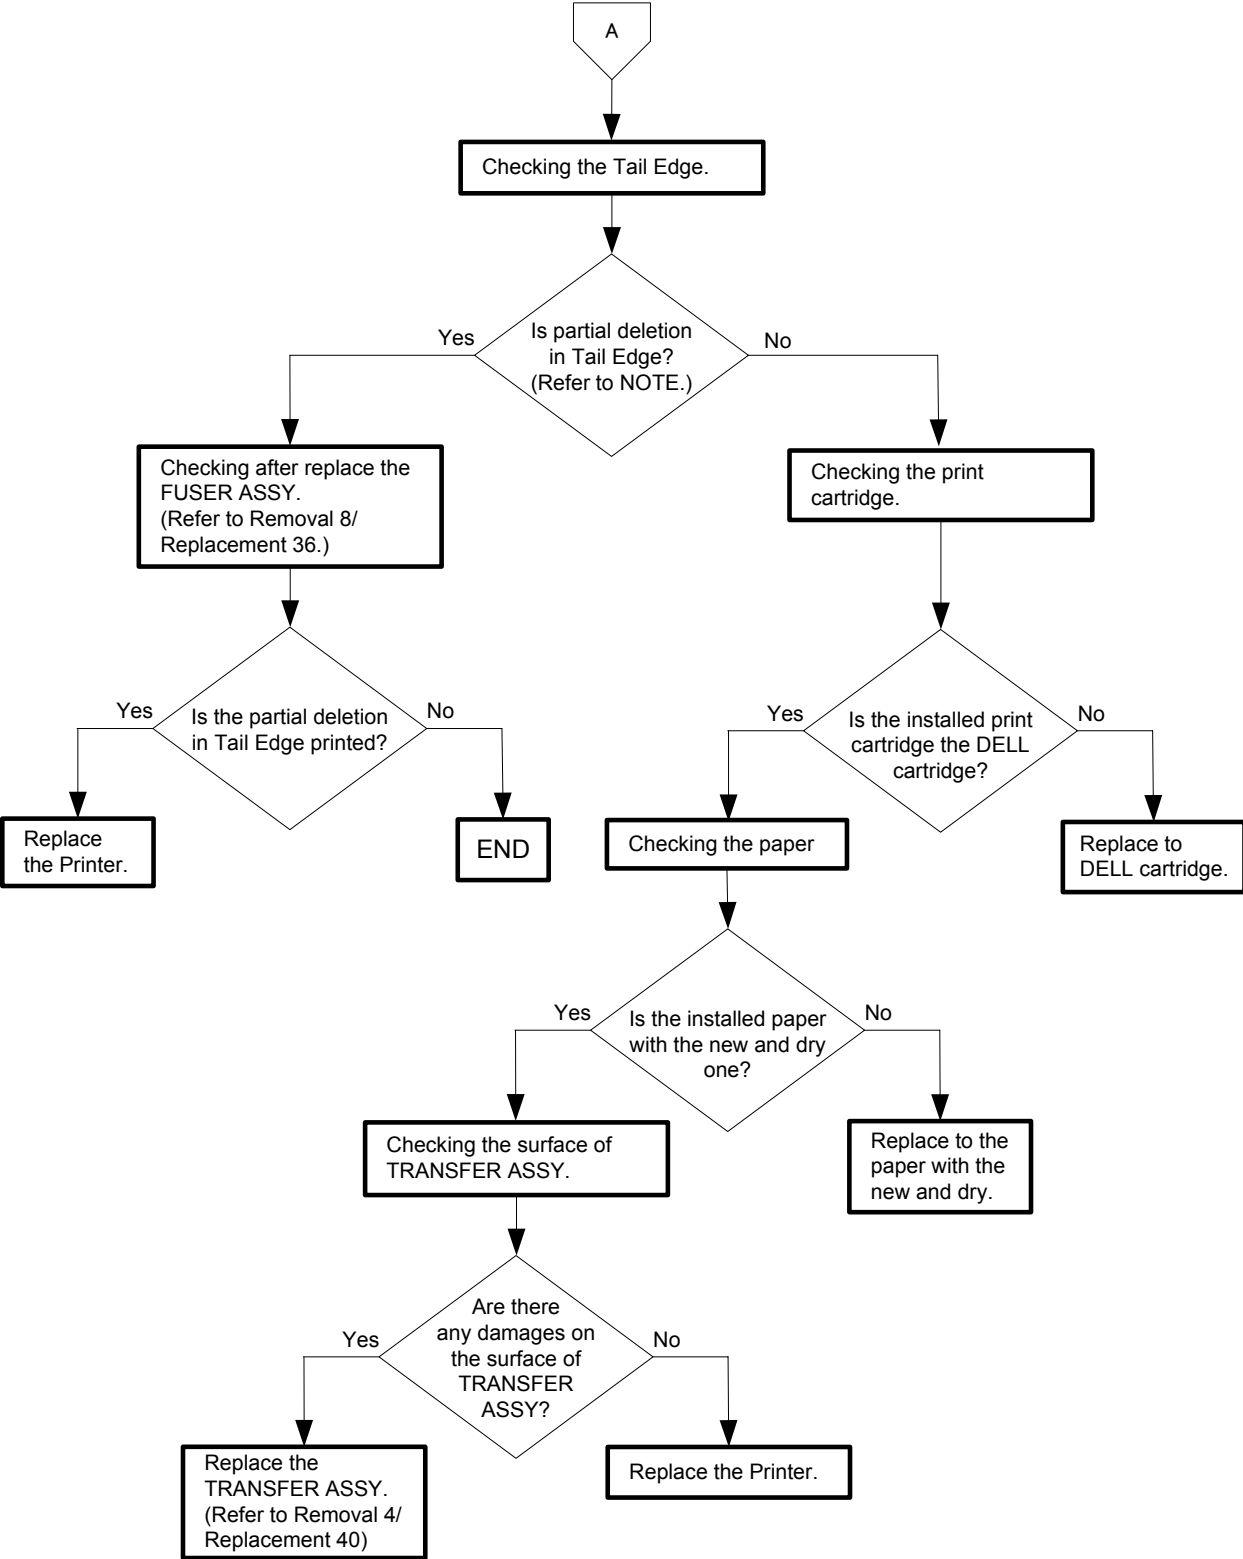 A
Checking the Tail Edge.
Is partial deletion
in Tail Edge?
(Refer to NOTE.)
Yes
No
Checking after replace the
FUSER ASSY.
(Refer to Removal 8/
Replacement 36.)
Checking the print
cartridge.
Is the partial deletion
in Tail Edge printed?
Yes
No
Is the installed print
cartridge the DELL
cartridge?
Yes
No
Replace
the Printer.
END
Checking the paper
Replace to
DELL cartridge.
Is the installed paper
with the new and dry
one?
Yes
No
Checking the surface of
TRANSFER ASSY.
Replace to the
paper with the
new and dry.
Are there
any damages on
the surface of
TRANSFER
ASSY?
Yes
No
Replace the
TRANSFER ASSY.
(Refer to Removal 4/
Replacement 40)
Replace the Printer.